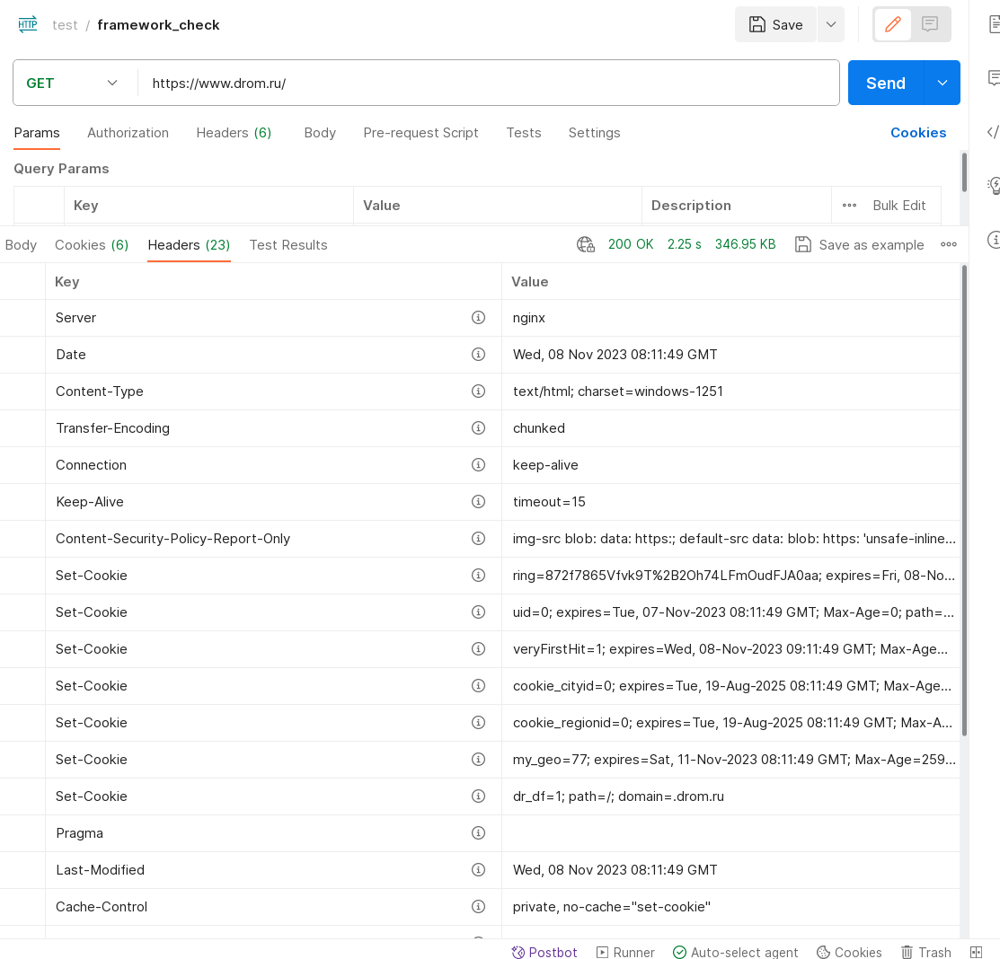 HTTP test / framework_check Save
GET https://www.drom.ru/ Send
Params Authorization Headers (6) Body Pre-request Script Tests Settings Cookies
Query Params
Key Value Description ••• Bulk Edit
Body Cookies (6) Headers (23) Test Results 200 OK 2.25 s 346.95 KB Save as example
Key Value
Server nginx
Date Wed, 08 Nov 2023 08:11:49 GMT
Content-Type text/html; charset=windows-1251
Transfer-Encoding chunked
Connection keep-alive
Keep-Alive timeout=15
Content-Security-Policy-Report-Only img-src blob: data: https:; default-src data: blob: https: 'unsafe-inline...
Set-Cookie ring=872f7865Vfvk9T%2B2Oh74LFmOudFJA0aa; expires=Fri, 08-No...
Set-Cookie uid=0; expires=Tue, 07-Nov-2023 08:11:49 GMT; Max-Age=0; path=...
Set-Cookie veryFirstHit=1; expires=Wed, 08-Nov-2023 09:11:49 GMT; Max-Age...
Set-Cookie cookie_cityid=0; expires=Tue, 19-Aug-2025 08:11:49 GMT; Max-Age...
Set-Cookie cookie_regionid=0; expires=Tue, 19-Aug-2025 08:11:49 GMT; Max-A...
Set-Cookie my_geo=77; expires=Sat, 11-Nov-2023 08:11:49 GMT; Max-Age=259...
Set-Cookie dr_df=1; path=/; domain=.drom.ru
Pragma
Last-Modified Wed, 08 Nov 2023 08:11:49 GMT
Cache-Control private, no-cache="set-cookie"
Postbot Runner Auto-select agent Cookies Trash